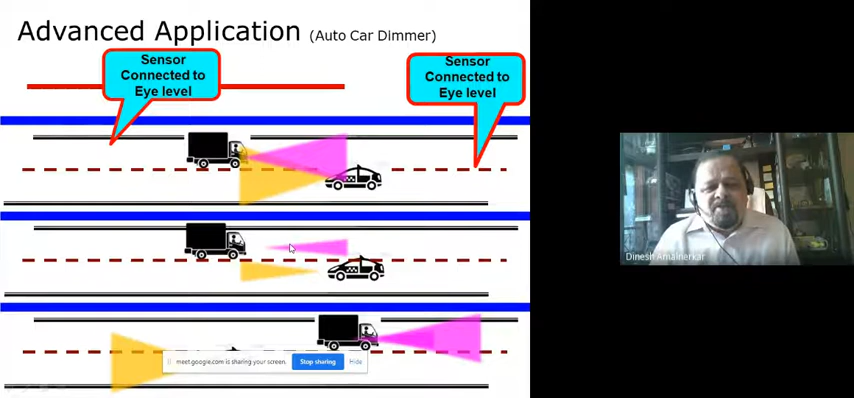 Advanced Application (Auto Car Dimmer)
Sensor
Connected to
Eye level
Sensor
Connected to
Eye level
Dinesh Amalnerkar
meet.google.com is sharing your screen.
Stop sharing
Hide